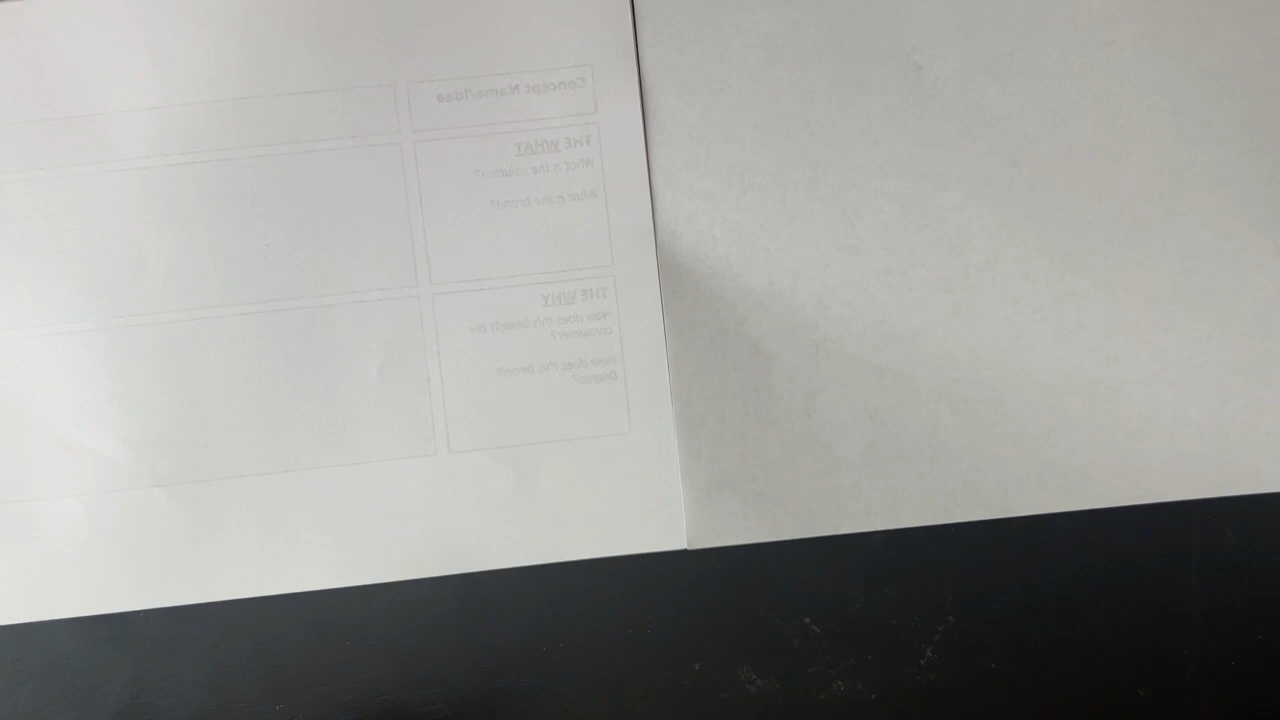 Concept Name/Idea
THE WHAT
What is the solution?
What is the brand?
THE WHY
How does this benefit the
consumer?
How does this benefit
Diageo?